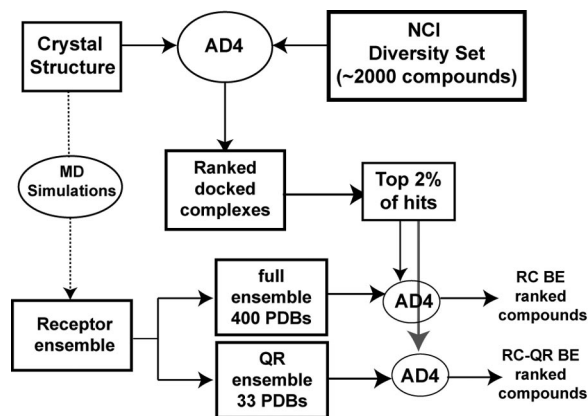 Crystal
Structure
AD4
NCI
Diversity Set
(~2000 compounds)
MD
Simulations
Ranked
docked
complexes
Top 2%
of hits
Receptor
ensemble
full
ensemble
400 PDBs
AD4
RC BE
ranked
compounds
QR
ensemble
33 PDBs
AD4
RC-QR BE
ranked
compounds